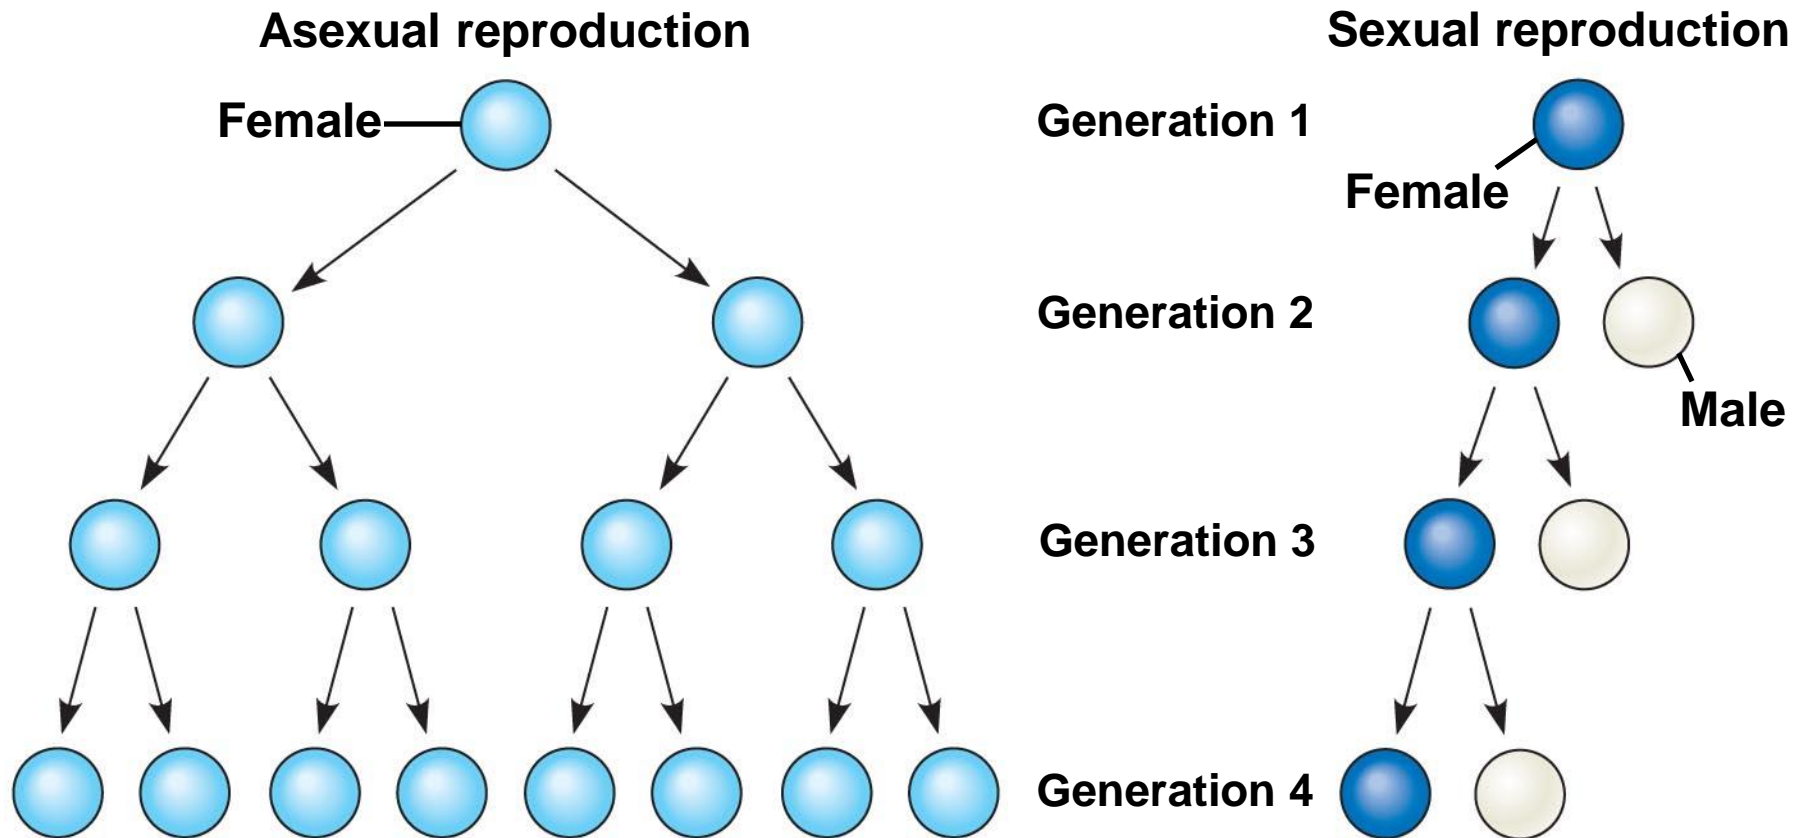 Asexual reproduction
Sexual reproduction
Female
Generation 1
Female
Generation 2
Male
Generation 3
Generation 4